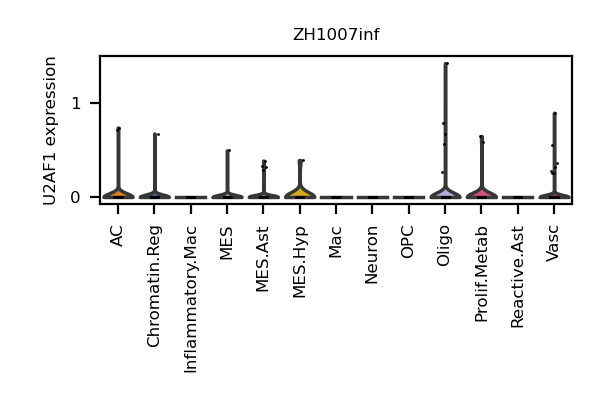 ZH1007inf
U2AF1 expression
1
0
AC
Chromatin.Reg
Inflammatory.Mac
MES
MES.Ast
MES.Hyp
Mac
Neuron
OPC
Oligo
Prolif.Metab
Reactive.Ast
Vasc